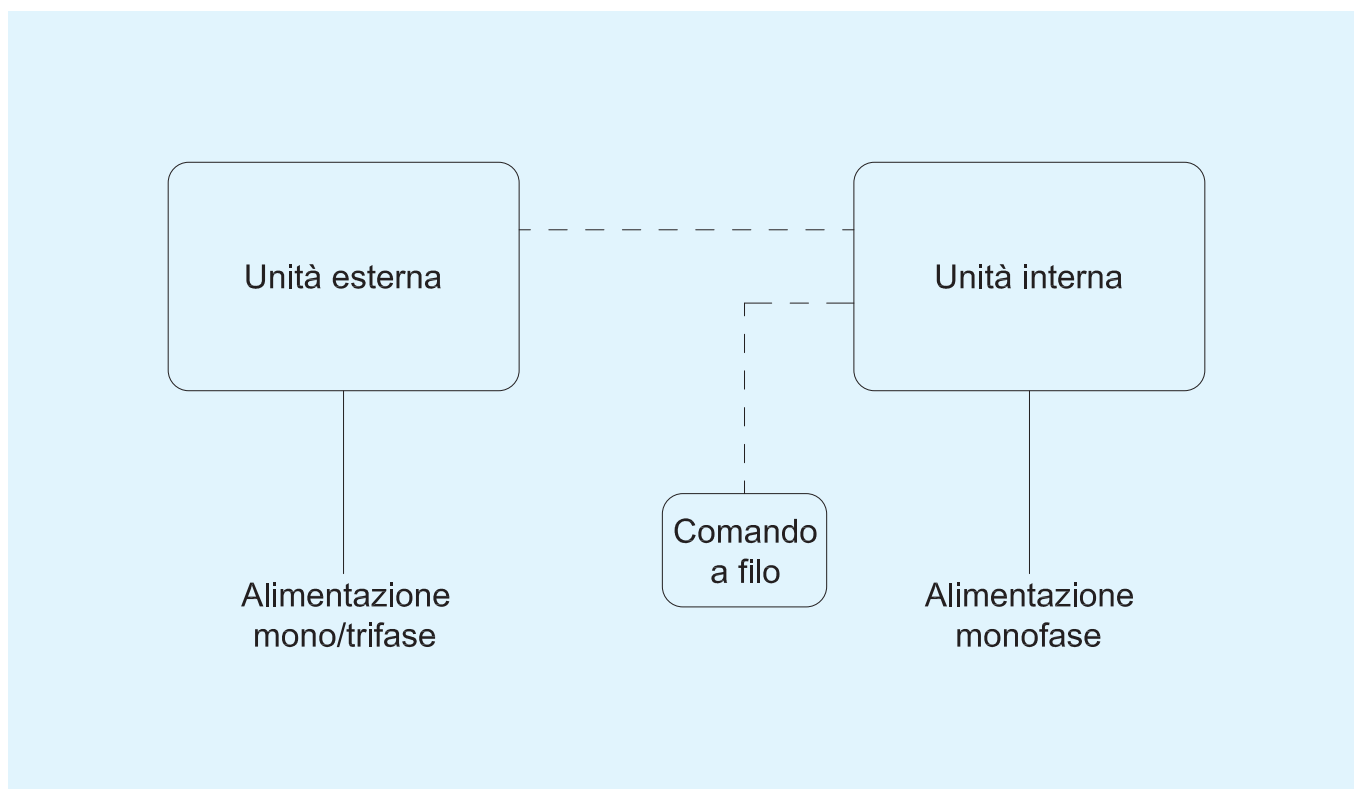 Unità esterna
Unità interna
Comando
a filo
Alimentazione
mono/trifase
Alimentazione
monofase